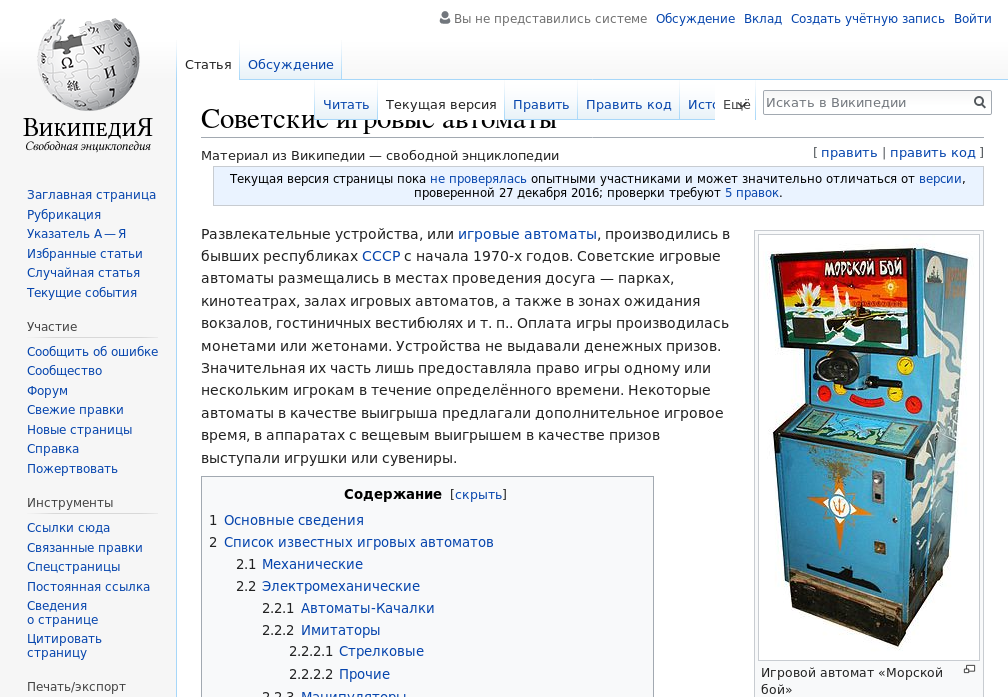 Вы не представились системе Обсуждение Вклад Создать учётную запись Войти
Статья Обсуждение
Читать Текущая версия Править Править код Исто Ещё Искать в Википедии
ВИКИПЕДИЯ
Свободная энциклопедия
Заглавная страница
Рубрикация
Указатель А — Я
Избранные статьи
Случайная статья
Текущие события
Участие
Сообщить об ошибке
Сообщество
Форум
Свежие правки
Новые страницы
Справка
Пожертвовать
Инструменты
Ссылки сюда
Связанные правки
Спецстраницы
Постоянная ссылка
Сведения
о странице
Цитировать
страницу
Печать/экспорт
Советские игровые автоматы
Материал из Википедии — свободной энциклопедии
[ править | править код ]
Текущая версия страницы пока не проверялась опытными участниками и может значительно отличаться от версии,
проверенной 27 декабря 2016; проверки требуют 5 правок.
Развлекательные устройства, или игровые автоматы, производились в
бывших республиках СССР с начала 1970-х годов. Советские игровые
автоматы размещались в местах проведения досуга — парках,
кинотеатрах, залах игровых автоматов, а также в зонах ожидания
вокзалов, гостиничных вестибюлях и т. п.. Оплата игры производилась
монетами или жетонами. Устройства не выдавали денежных призов.
Значительная их часть лишь предоставляла право игры одному или
нескольким игрокам в течение определённого времени. Некоторые
автоматы в качестве выигрыша предлагали дополнительное игровое
время, в аппаратах с вещевым выигрышем в качестве призов
выступали игрушки или сувениры.
Содержание [скрыть]
1 Основные сведения
2 Список известных игровых автоматов
2.1 Механические
2.2 Электромеханические
2.2.1 Автоматы-Качалки
2.2.2 Имитаторы
2.2.2.1 Стрелковые
2.2.2.2 Прочие
2.2.3 Манипуляторы
МОРСКОЙ БОЙ
Игровой автомат «Морской
бой»